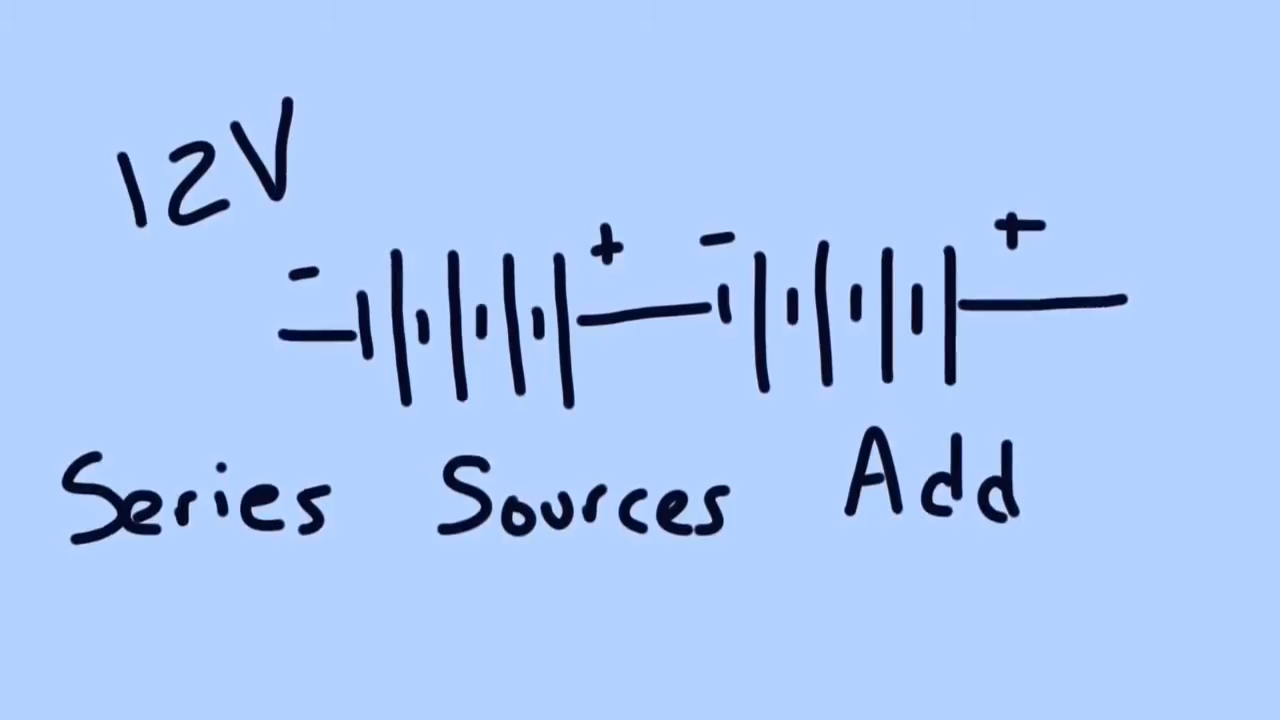 12V
- + - +
Series Sources Add